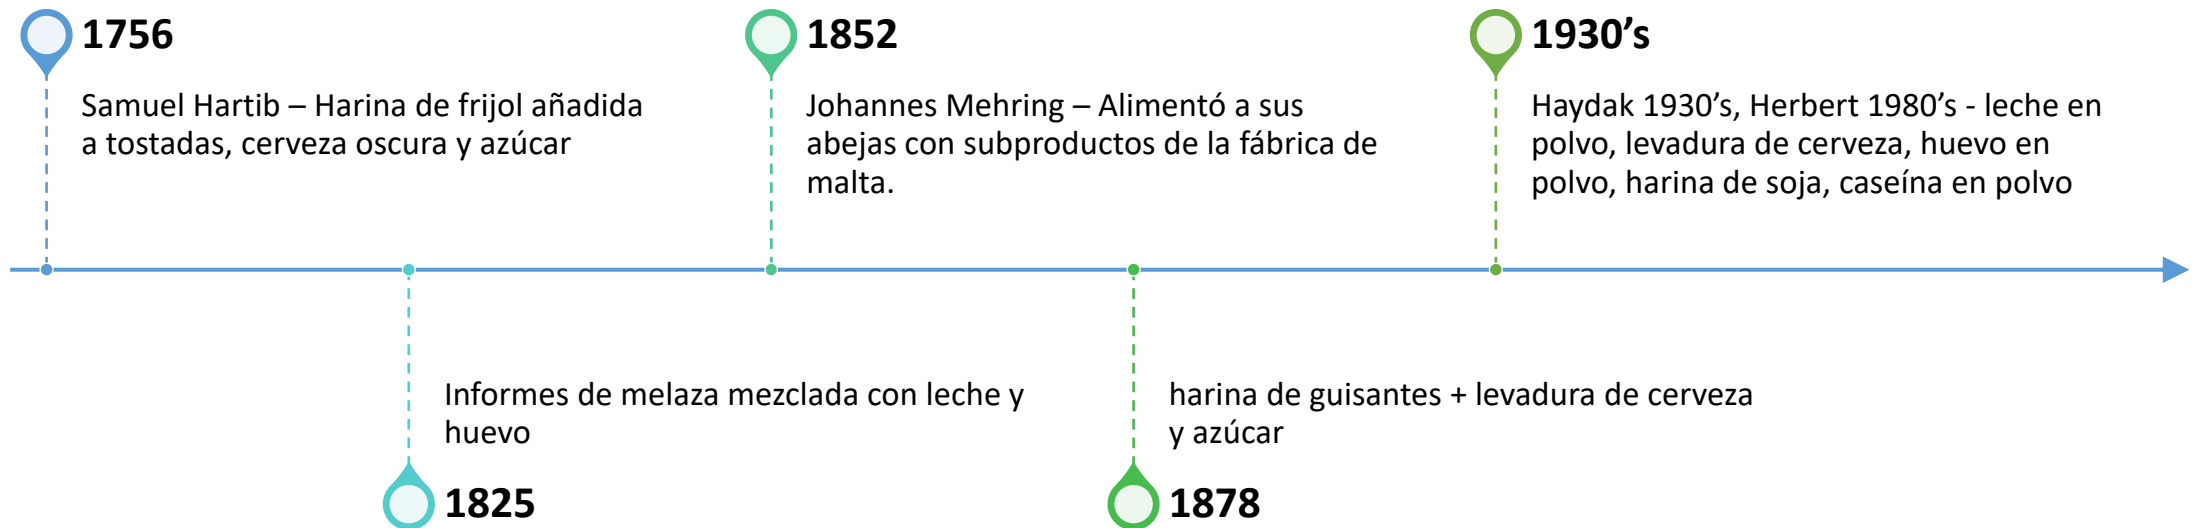 1756
Samuel Hartib – Harina de frijol añadida
a tostadas, cerveza oscura y azúcar
1825
Informes de melaza mezclada con leche y
huevo
1852
Johannes Mehring – Alimentó a sus
abejas con subproductos de la fábrica de
malta.
1878
harina de guisantes + levadura de cerveza
y azúcar
1930’s
Haydak 1930’s, Herbert 1980’s - leche en
polvo, levadura de cerveza, huevo en
polvo, harina de soja, caseína en polvo